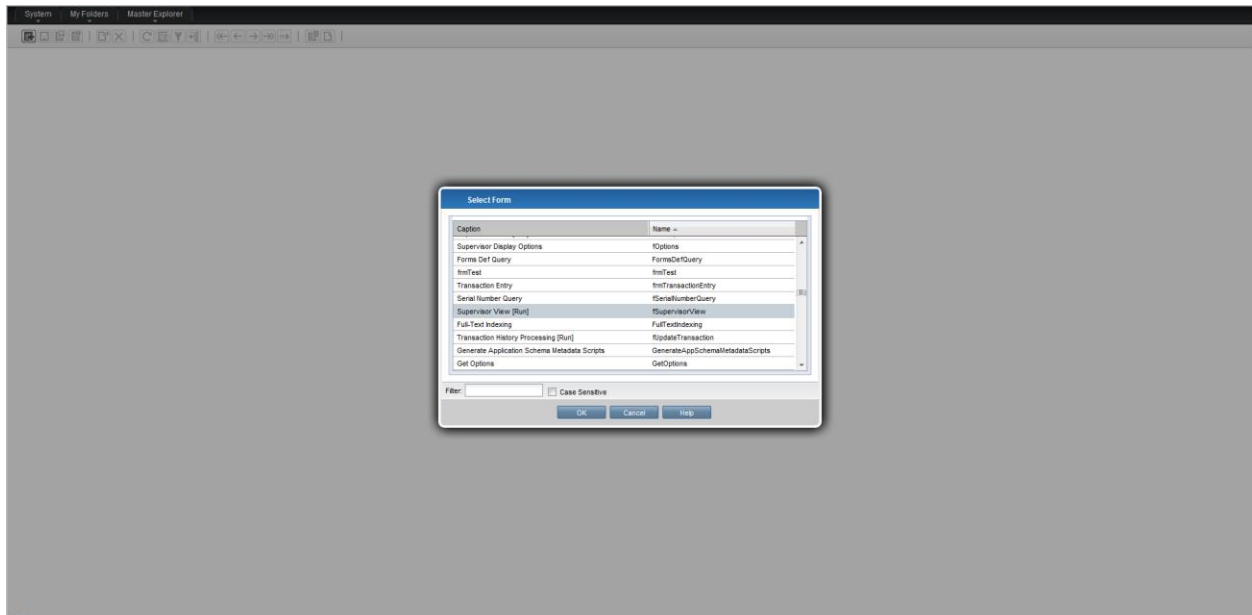 System My Folders Master Explorer
Select Form
Caption Name
Supervisor Display Options fOptions
Forms Def Query FormsDefQuery
frmTest frmTest
Transaction Entry frmTransactionEntry
Serial Number Query fSerialNumberQuery
Supervisor View [Run] fSupervisorView
Full-Text Indexing FullTextIndexing
Transaction History Processing [Run] fUpdateTransaction
Generate Application Schema Metadata Scripts GenerateAppSchemaMetadataScripts
Get Options GetOptions
Filter: Case Sensitive
OK Cancel Help